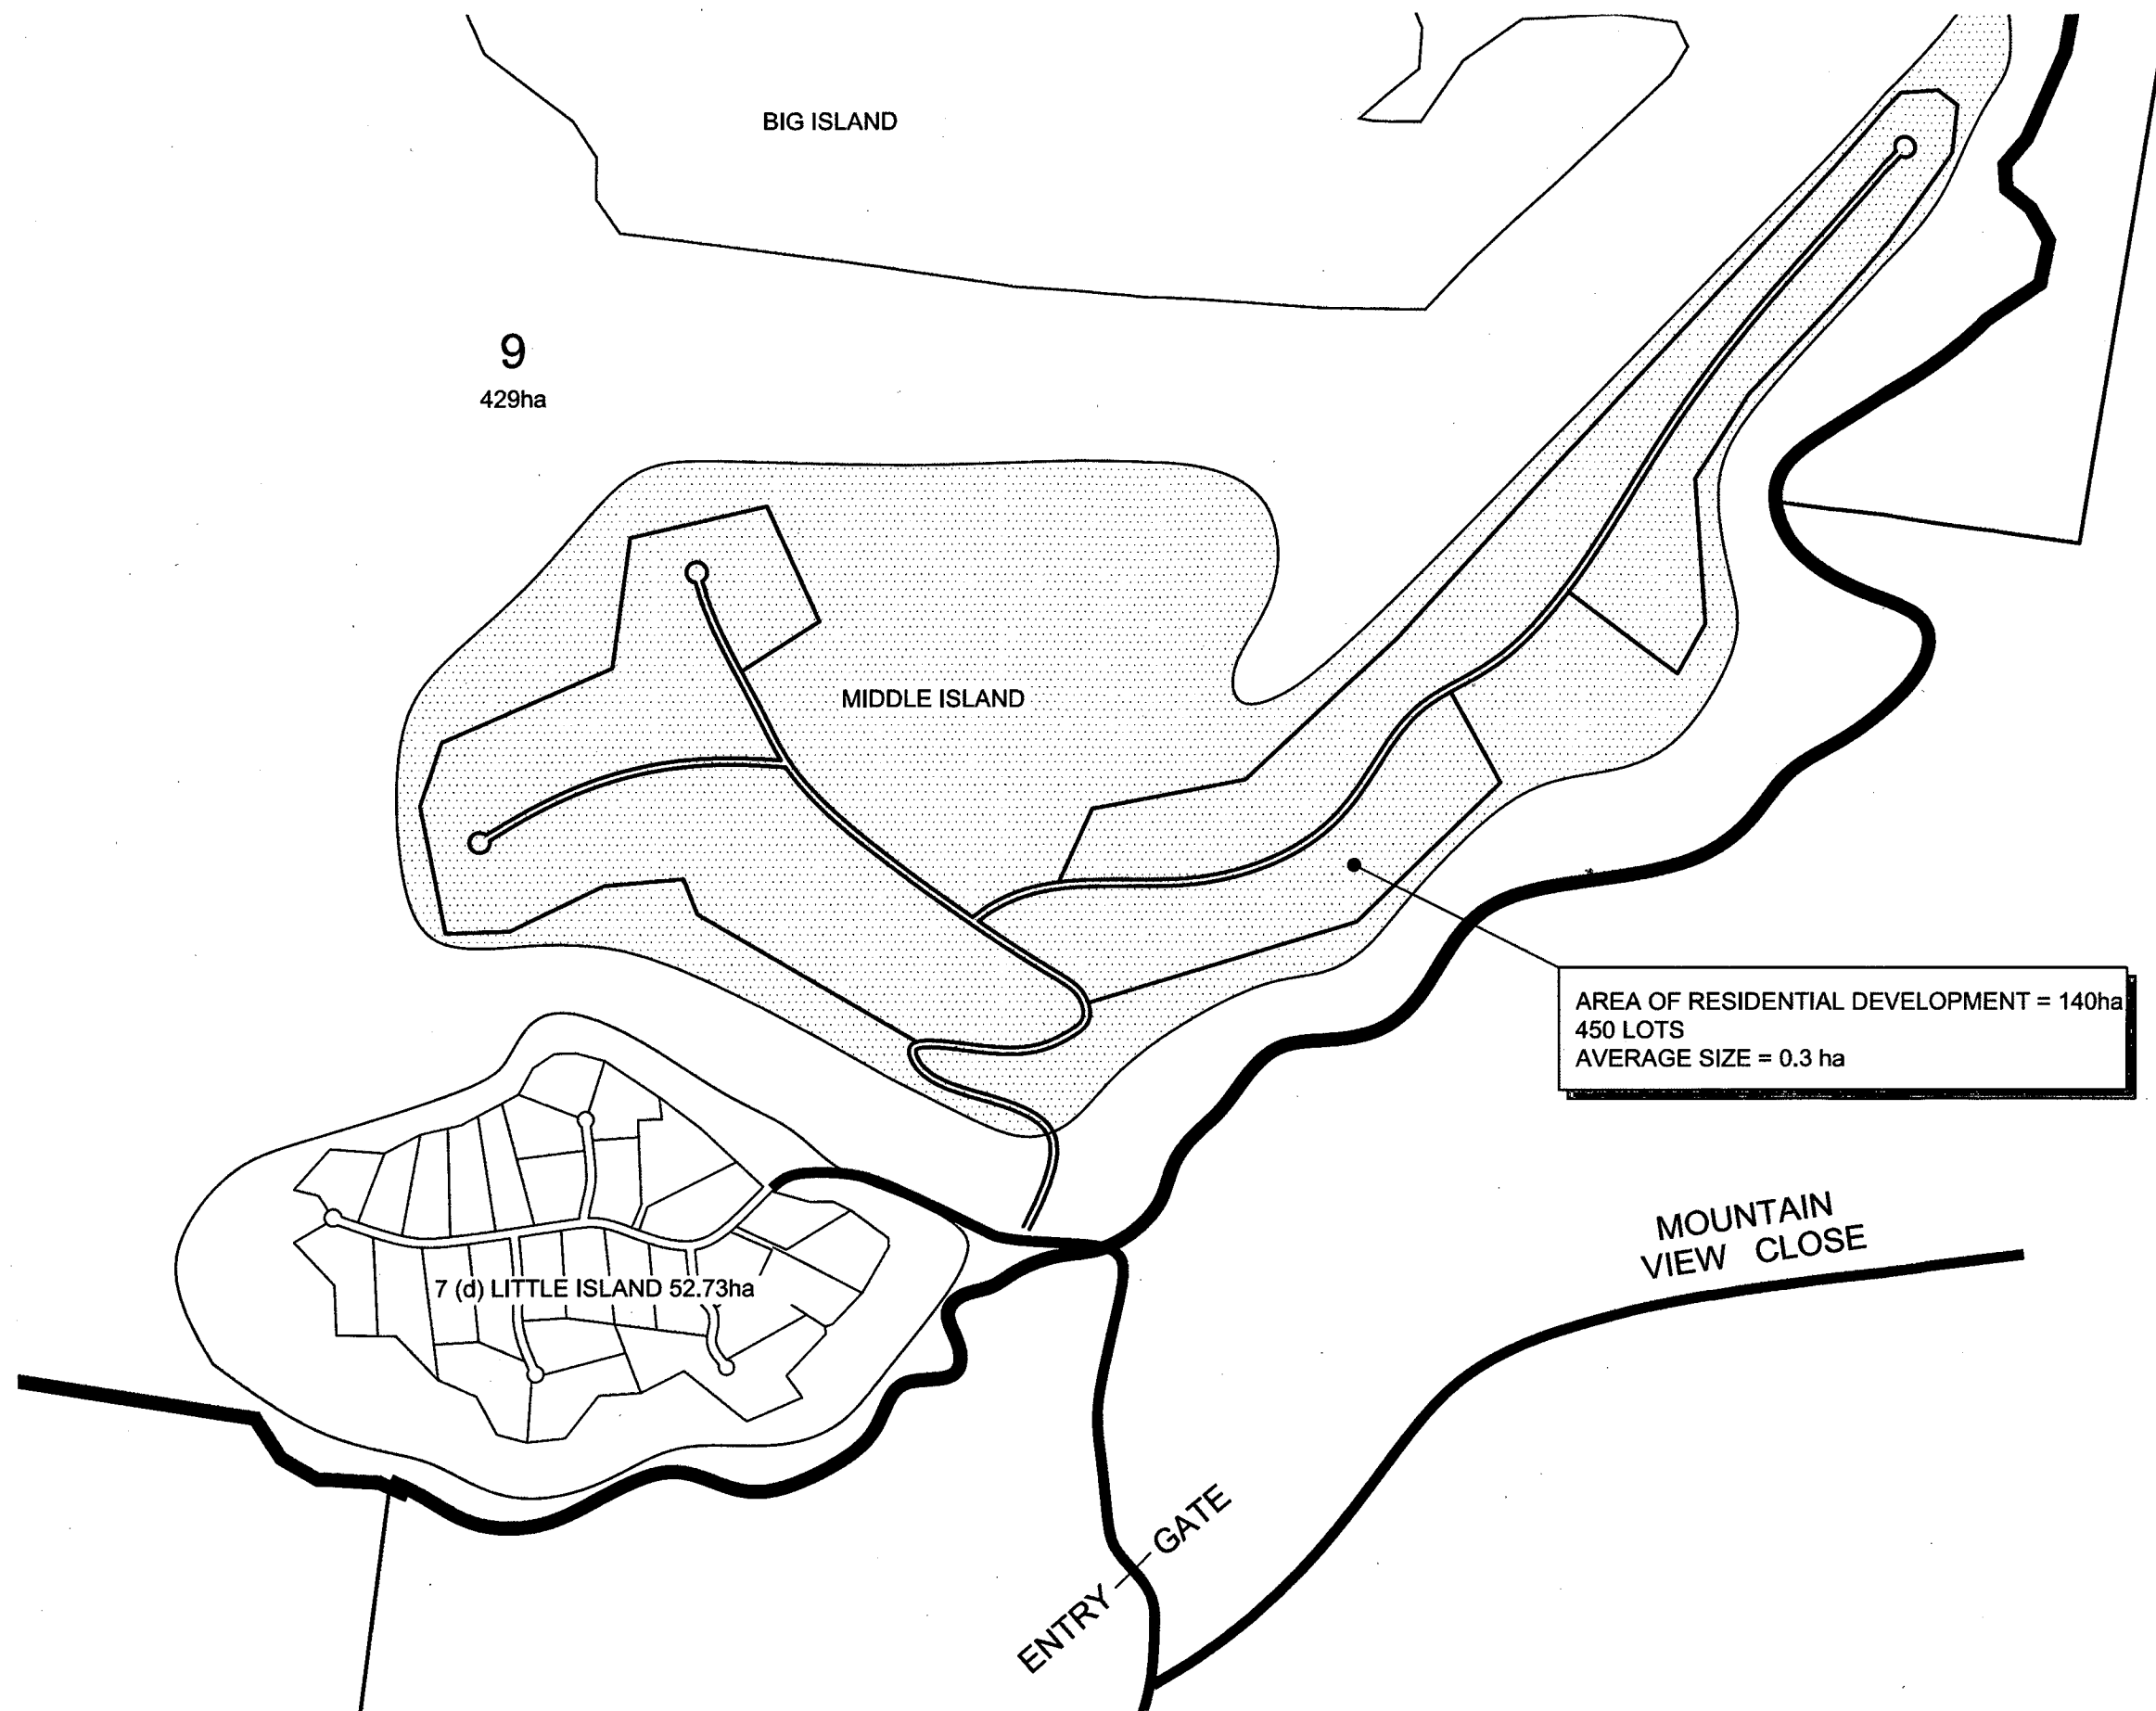 BIG ISLAND
9
429ha
MIDDLE ISLAND
AREA OF RESIDENTIAL DEVELOPMENT = 140ha
450 LOTS
AVERAGE SIZE = 0.3 ha
MOUNTAIN
VIEW CLOSE
7 (d) LITTLE ISLAND 52.73ha
ENTRY GATE